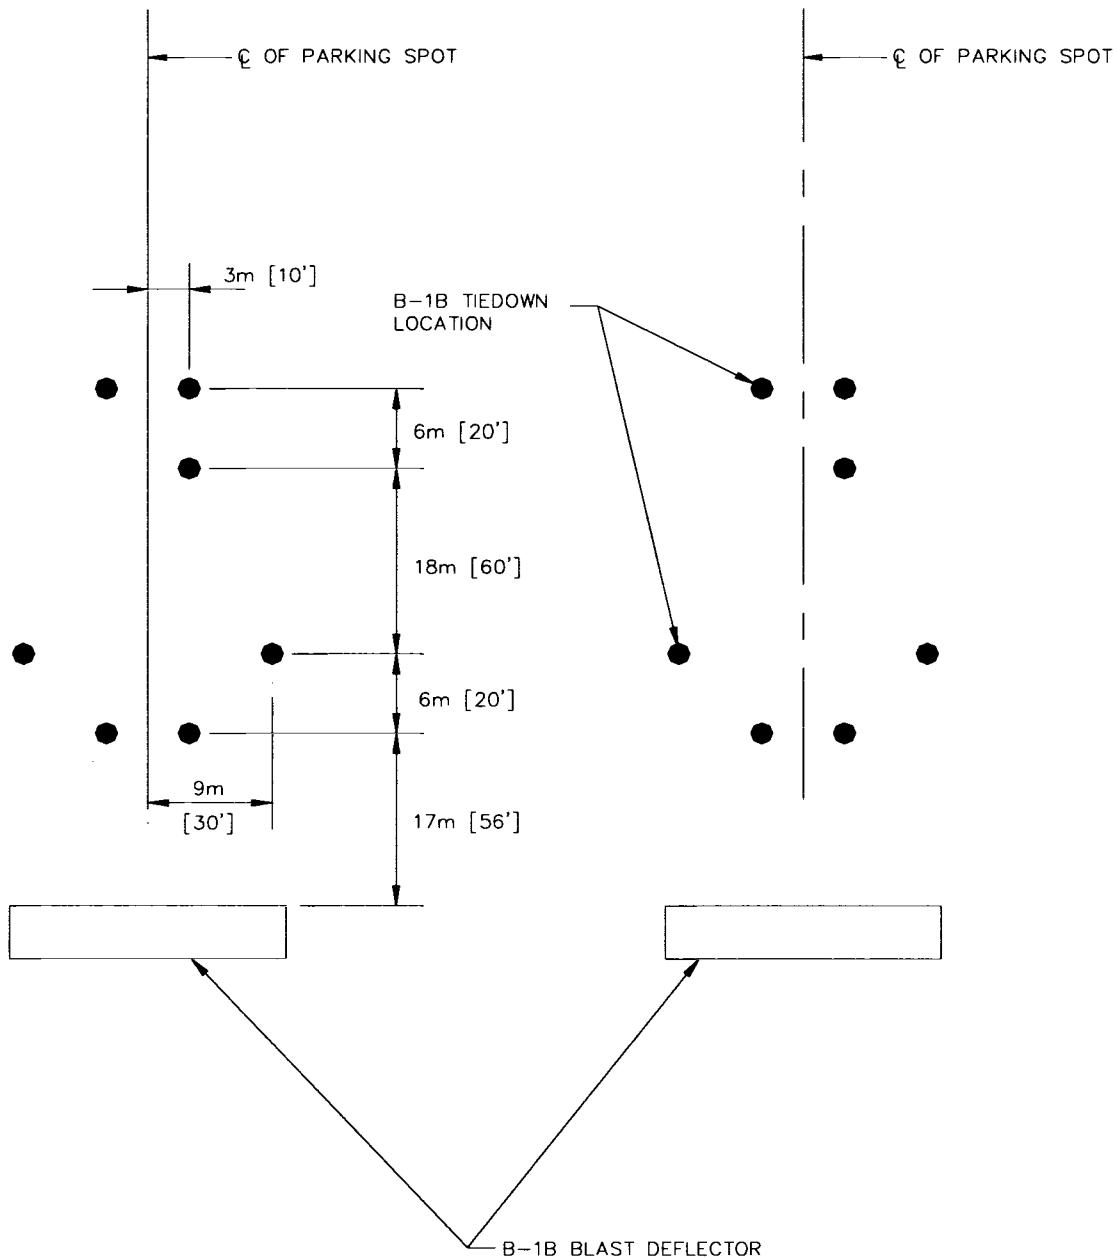 ℄ OF PARKING SPOT
℄ OF PARKING SPOT
3m [10']
B-1B TIEDOWN
LOCATION
6m [20']
18m [60']
6m [20']
9m
[30']
17m [56']
B-1B BLAST DEFLECTOR